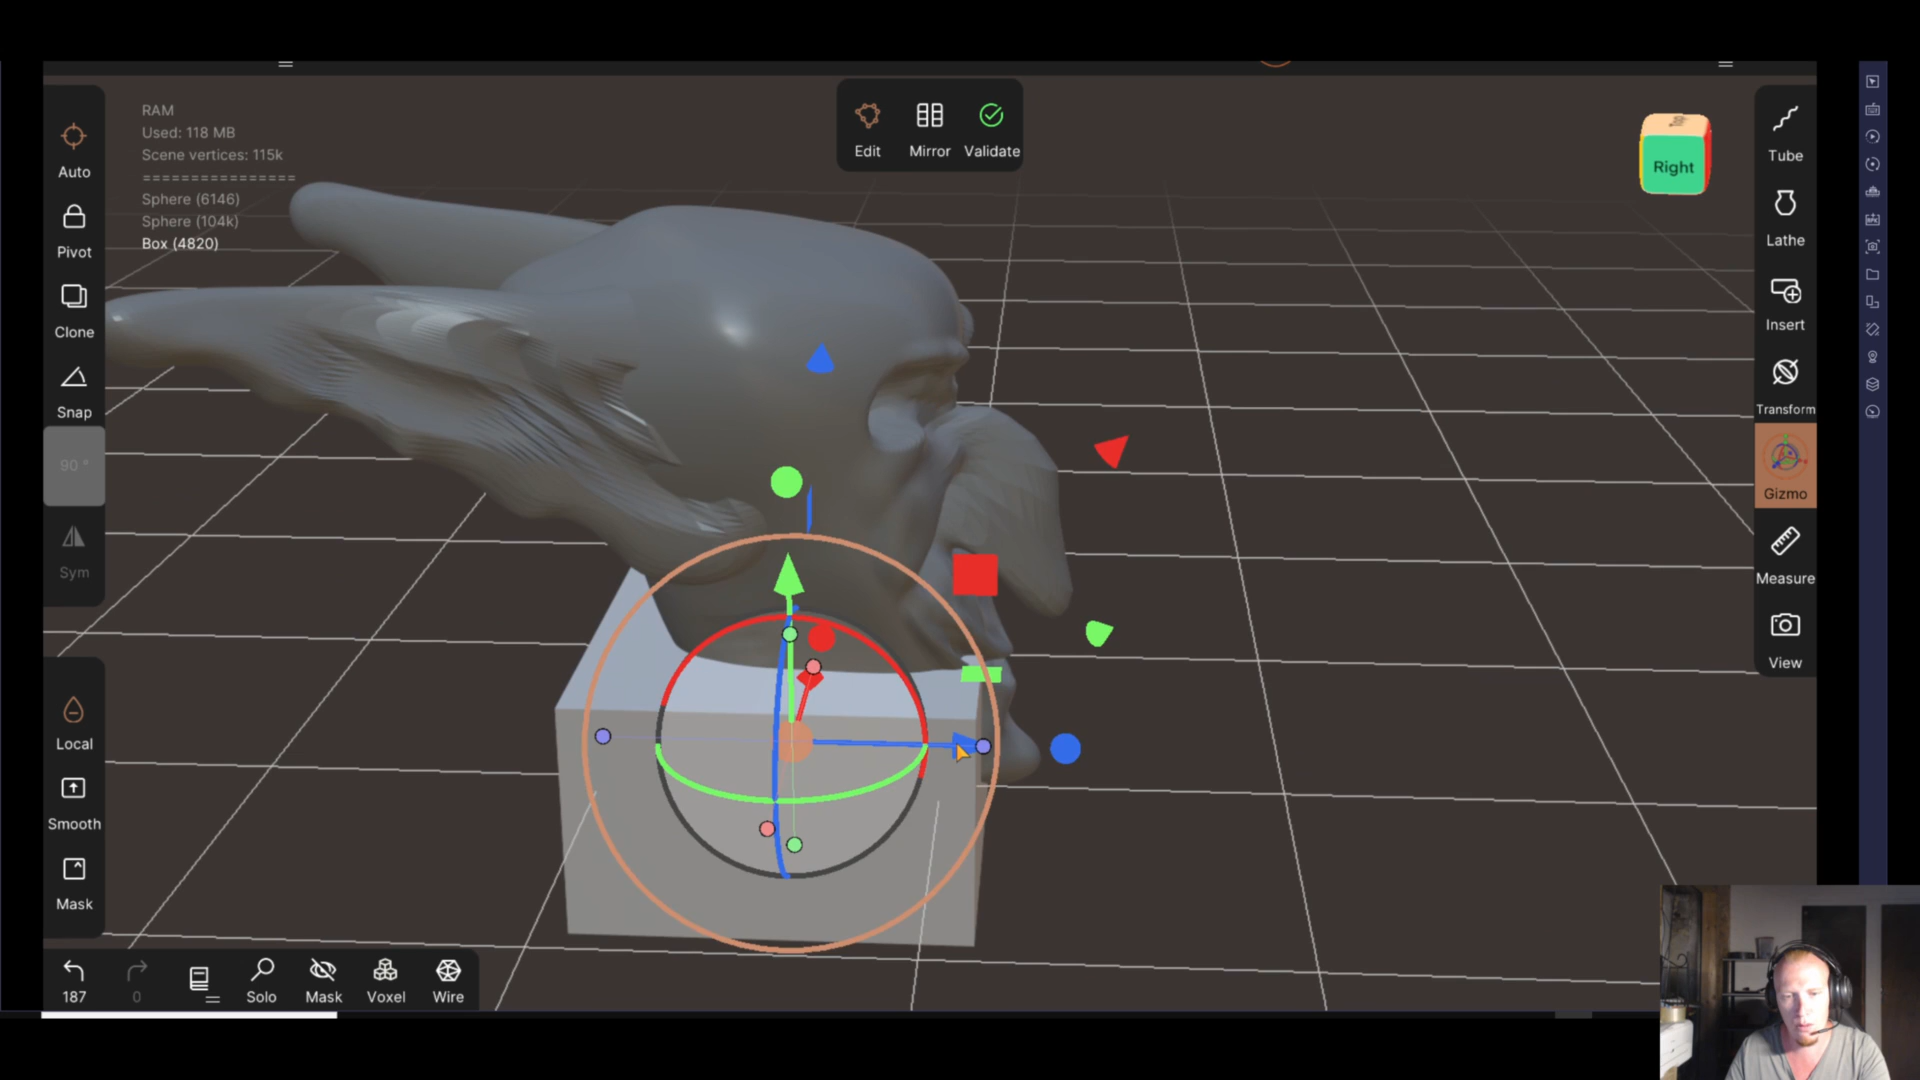 RAM
Used: 118 MB
Scene vertices: 115k
================
Sphere (6146)
Sphere (104k)
Box (4820)
Edit
Mirror
Validate
Top
Right
Auto
Pivot
Clone
Snap
90 °
Sym
Local
Smooth
Mask
187
0
Solo
Mask
Voxel
Wire
Tube
Lathe
Insert
Transform
Gizmo
Measure
View